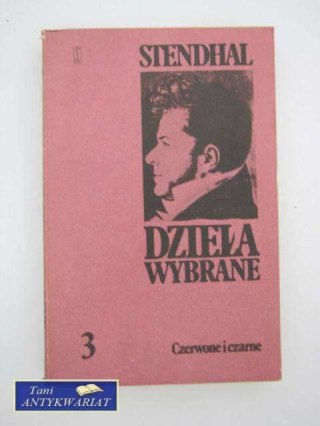 STENDHAL
DZIEŁA
WYBRANE
3
Czerwone i czarne
Tani
ANTYKWARIAT